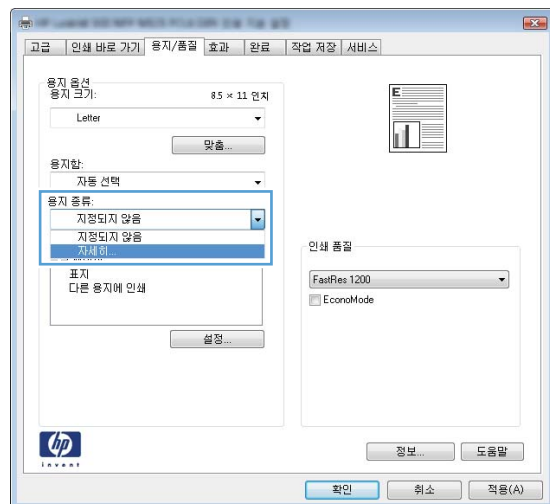 고급 인쇄 바로 가기 용지/품질 효과 완료 작업 저장 서비스
용지 옵션
용지 크기: 8.5 × 11 인치
Letter
맞춤...
용지함:
자동 선택
용지 종류:
지정되지 않음
지정되지 않음
자세히...
표지
다른 용지에 인쇄
설정...
E
인쇄 품질
FastRes 1200
EconoMode
hp
invent
정보... 도움말
확인 취소 적용(A)